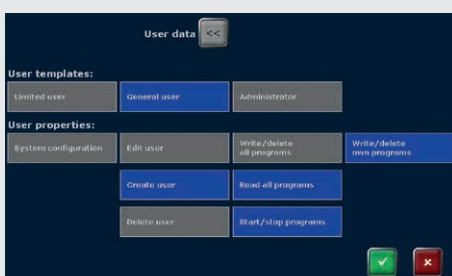 User data <<
User templates:
Limited user General user Administrator
User properties:
System configuration Edit user Write/delete all programs Write/delete own programs
Create user Read all programs
Delete user Start/stop programs